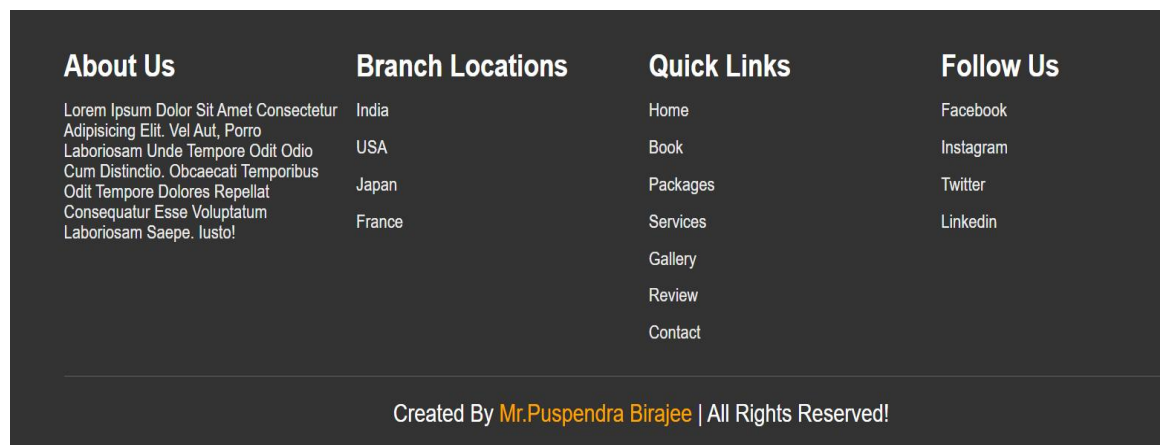 About Us
Lorem Ipsum Dolor Sit Amet Consectetur
Adipisicing Elit. Vel Aut, Porro
Laboriosam Unde Tempore Odit Odio
Cum Distinctio. Obcaecati Temporibus
Odit Tempore Dolores Repellat
Consequatur Esse Voluptatum
Laboriosam Saepe. Iusto!
Branch Locations
India
USA
Japan
France
Quick Links
Home
Book
Packages
Services
Gallery
Review
Contact
Follow Us
Facebook
Instagram
Twitter
Linkedin
Created By Mr.Puspendra Birajee | All Rights Reserved!